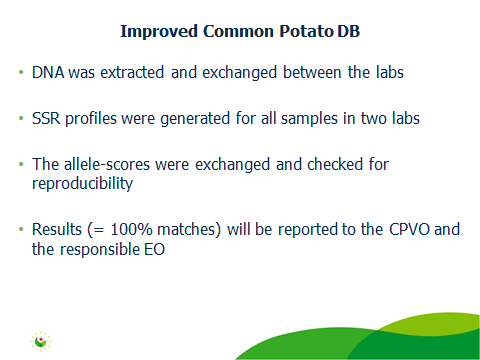 Improved Common Potato DB
• DNA was extracted and exchanged between the labs
• SSR profiles were generated for all samples in two labs
• The allele-scores were exchanged and checked for
reproducibility
• Results (= 100% matches) will be reported to the CPVO and
the responsible EO